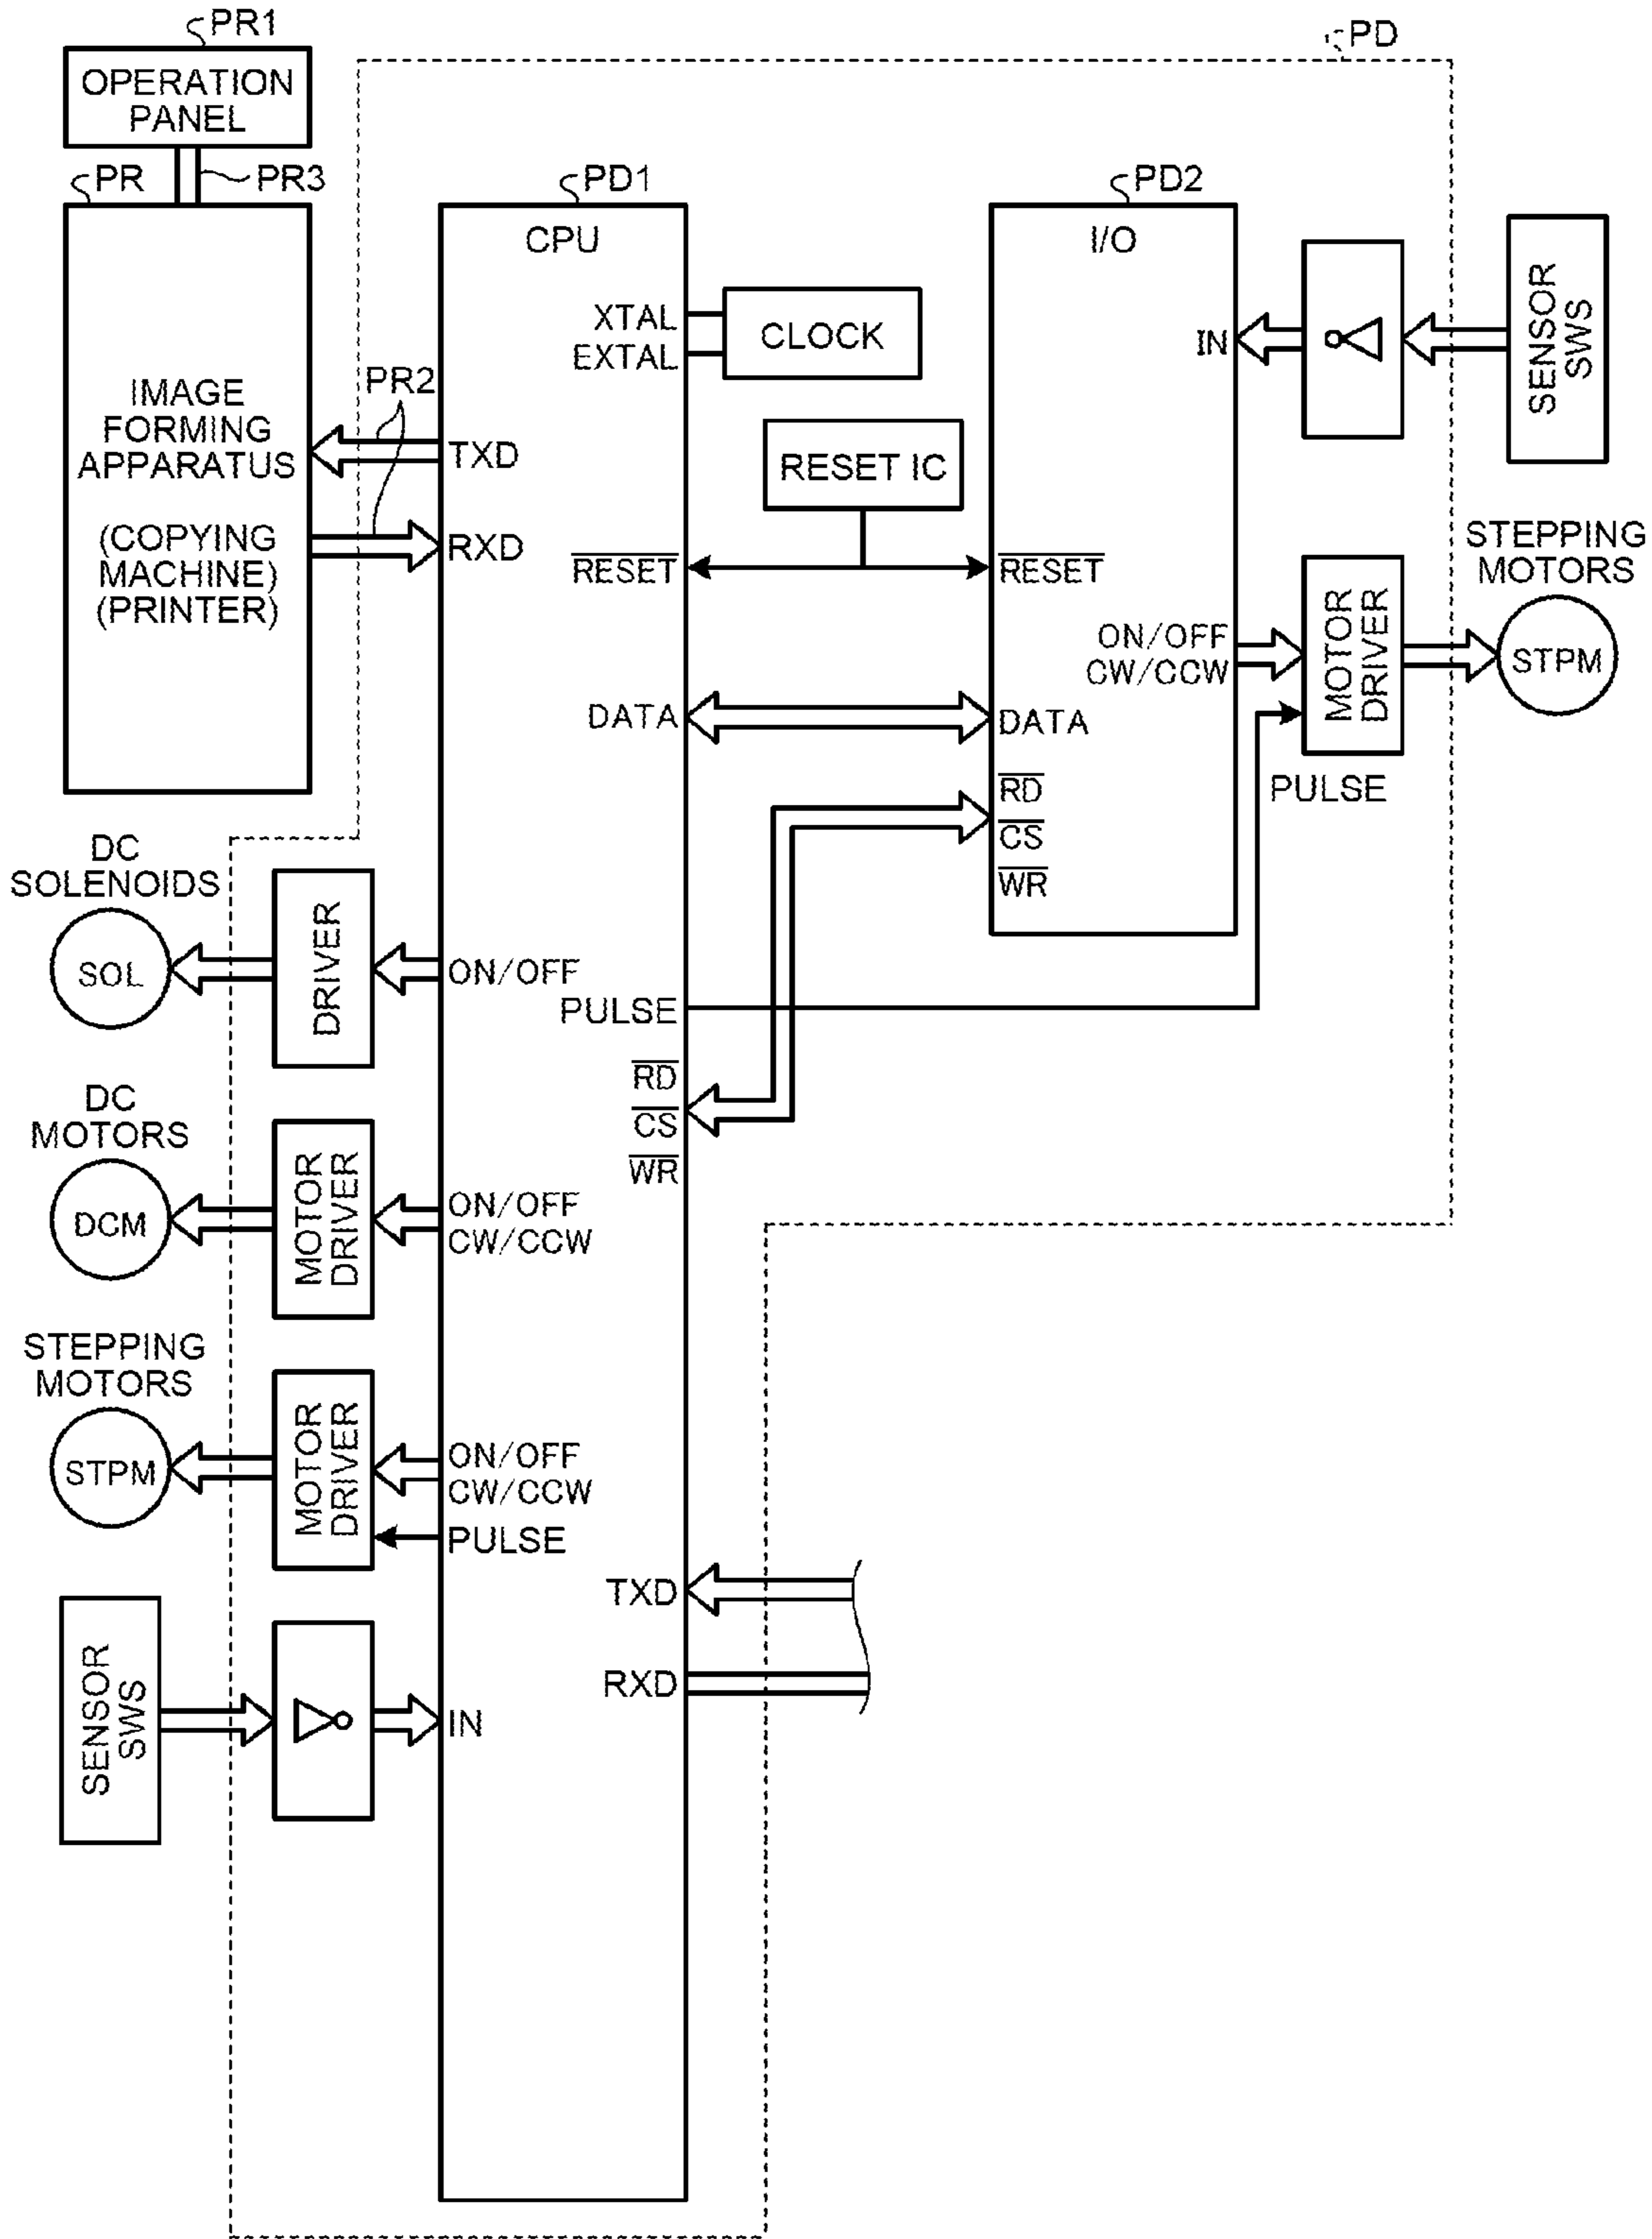 PR1
PD
OPERATION
PANEL
PR
PR3
PD1
PD2
CPU
I/O
XTAL
EXTAL
CLOCK
IN
SENSOR
SWS
IMAGE
FORMING
APPARATUS
(COPYING
MACHINE)
(PRINTER)
PR2
TXD
RXD
RESET IC
RESET
RESET
STEPPING
MOTORS
ON/OFF
CW/CCW
MOTOR
DRIVER
STPM
DATA
DATA
PULSE
RD
CS
WR
DC
SOLENOIDS
SOL
DRIVER
ON/OFF
PULSE
RD
CS
WR
DC
MOTORS
DCM
MOTOR
DRIVER
ON/OFF
CW/CCW
STEPPING
MOTORS
STPM
MOTOR
DRIVER
ON/OFF
CW/CCW
PULSE
TXD
RXD
SENSOR
SWS
IN